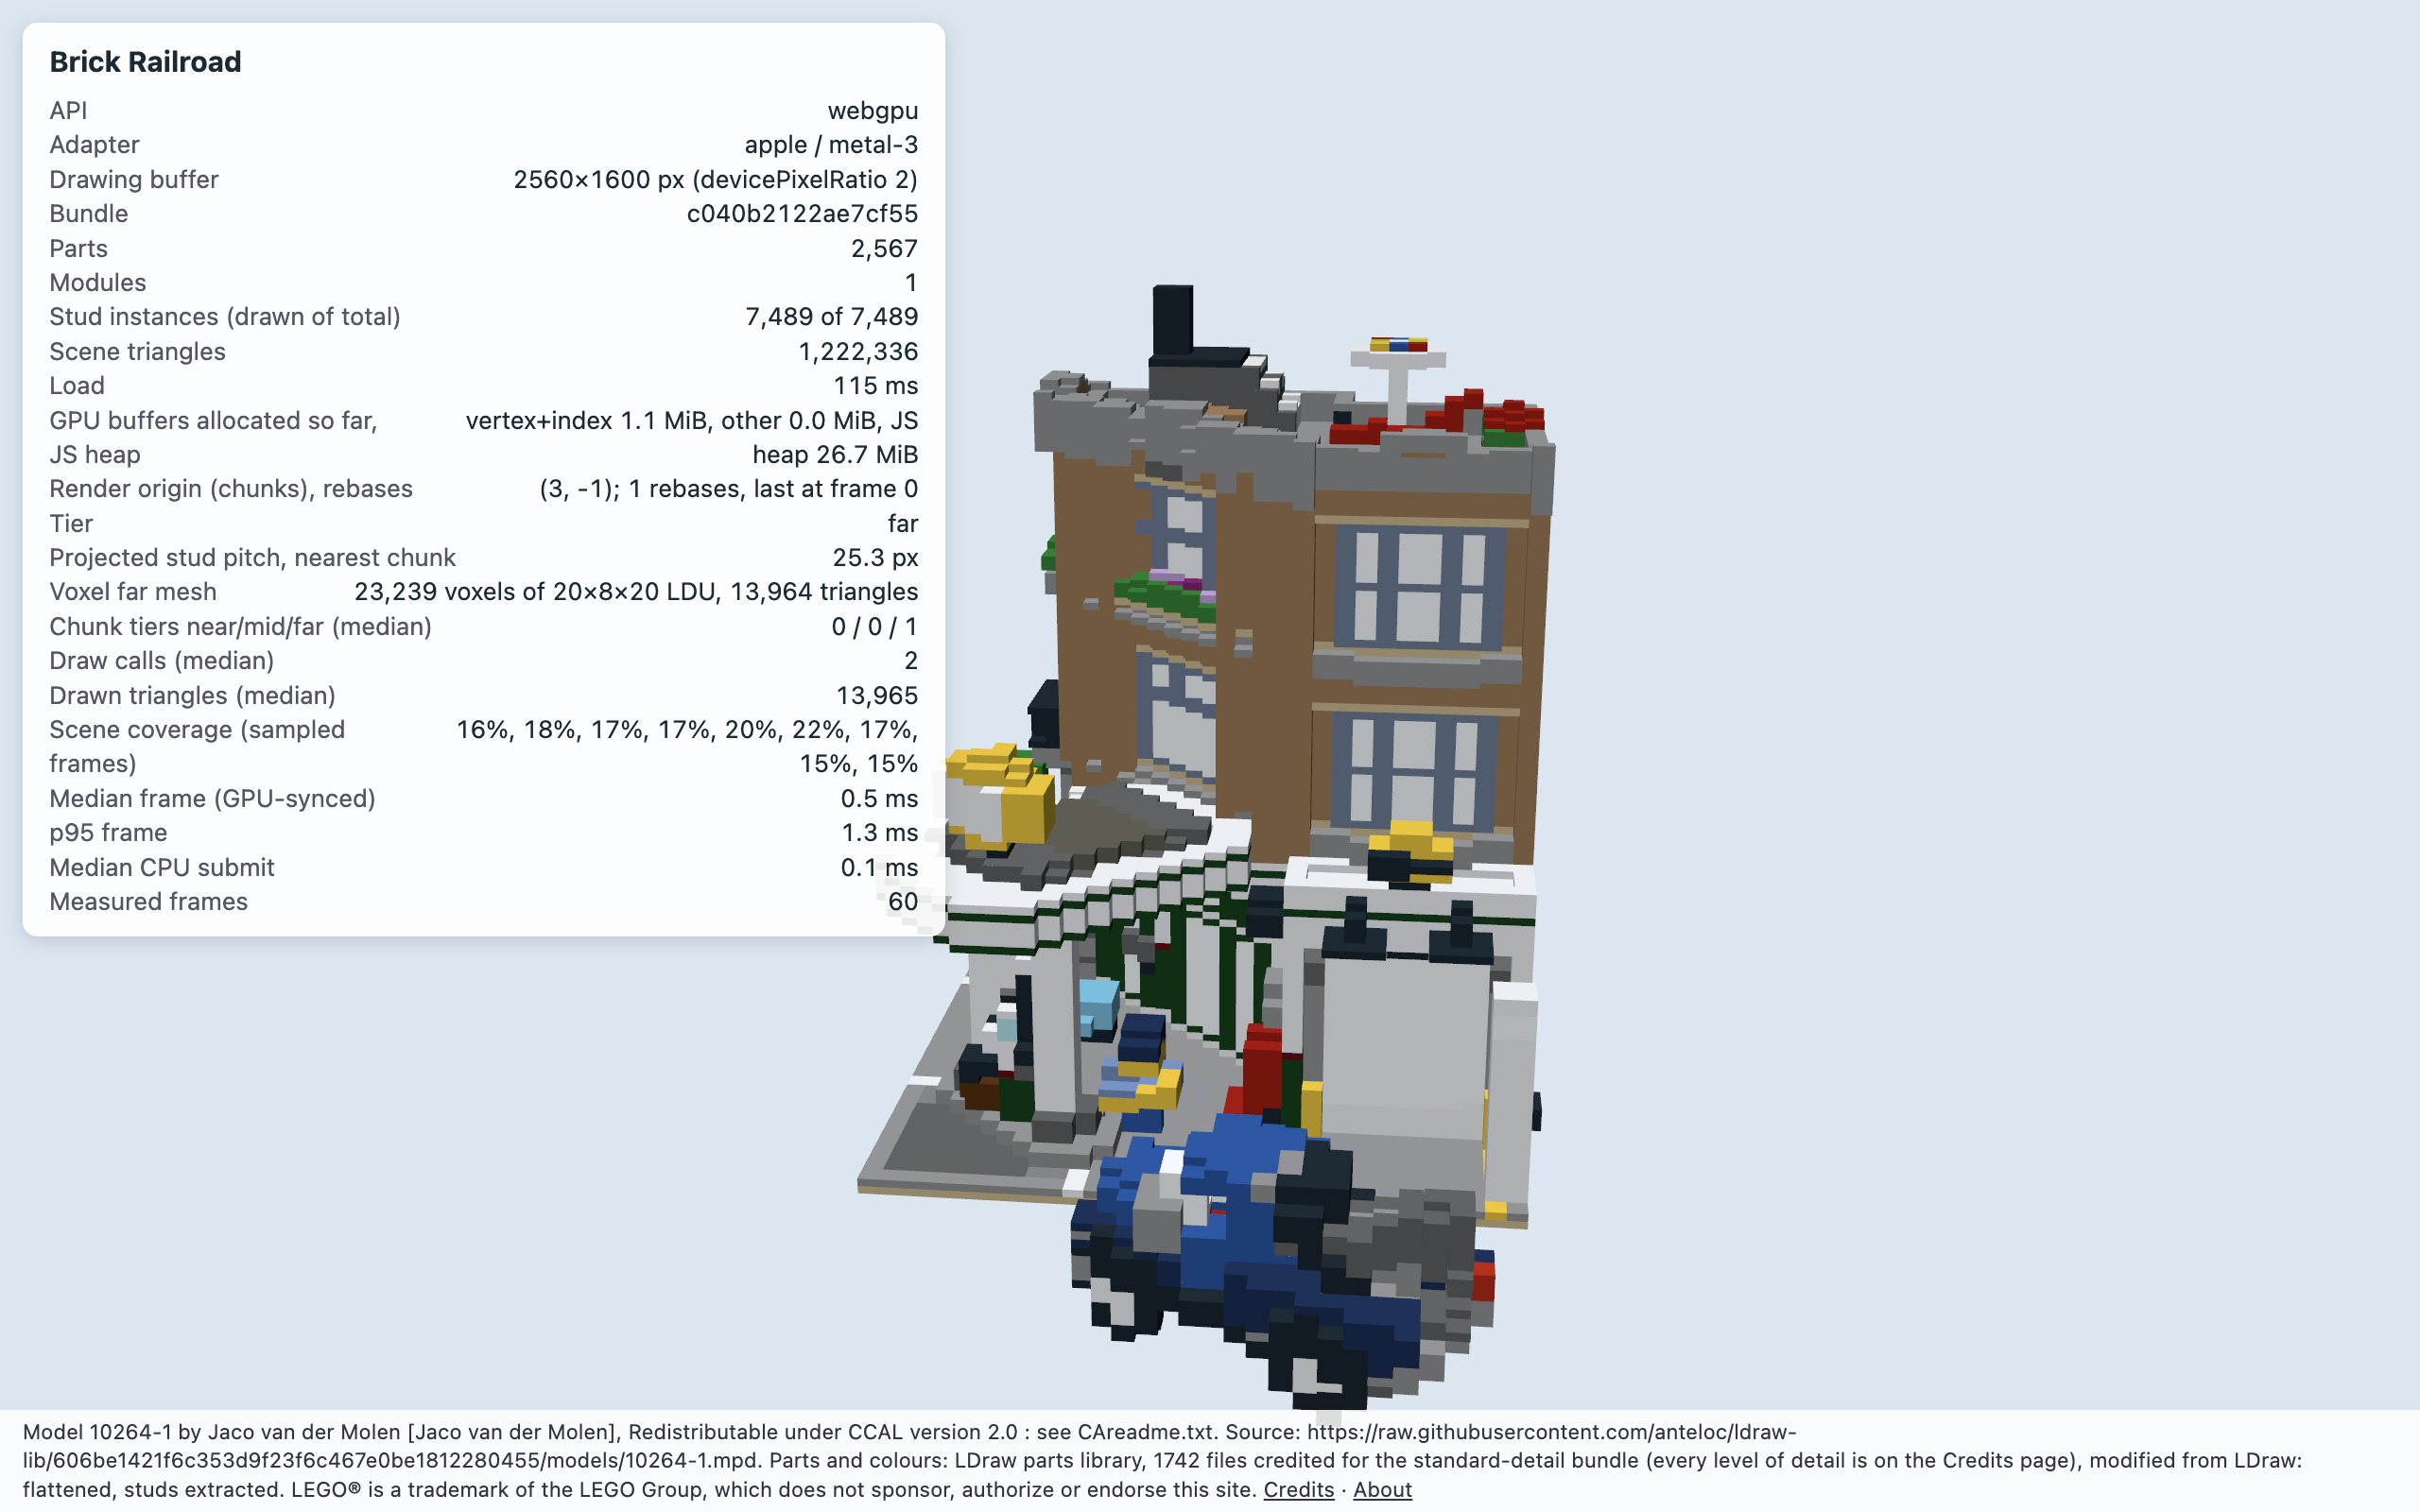 Brick Railroad
API webgpu
Adapter apple / metal-3
Drawing buffer 2560×1600 px (devicePixelRatio 2)
Bundle c040b2122ae7cf55
Parts 2,567
Modules 1
Stud instances (drawn of total) 7,489 of 7,489
Scene triangles 1,222,336
Load 115 ms
GPU buffers allocated so far, vertex+index 1.1 MiB, other 0.0 MiB, JS
JS heap heap 26.7 MiB
Render origin (chunks), rebases (3, -1); 1 rebases, last at frame 0
Tier far
Projected stud pitch, nearest chunk 25.3 px
Voxel far mesh 23,239 voxels of 20×8×20 LDU, 13,964 triangles
Chunk tiers near/mid/far (median) 0 / 0 / 1
Draw calls (median) 2
Drawn triangles (median) 13,965
Scene coverage (sampled 16%, 18%, 17%, 17%, 20%, 22%, 17%,
frames) 15%, 15%
Median frame (GPU-synced) 0.5 ms
p95 frame 1.3 ms
Median CPU submit 0.1 ms
Measured frames 60
Model 10264-1 by Jaco van der Molen [Jaco van der Molen], Redistributable under CCAL version 2.0 : see CAreadme.txt. Source: https://raw.githubusercontent.com/anteloc/ldraw-
lib/606be1421f6c353d9f23f6c467e0be1812280455/models/10264-1.mpd. Parts and colours: LDraw parts library, 1742 files credited for the standard-detail bundle (every level of detail is on the Credits page), modified from LDraw:
flattened, studs extracted. LEGO® is a trademark of the LEGO Group, which does not sponsor, authorize or endorse this site. Credits · About